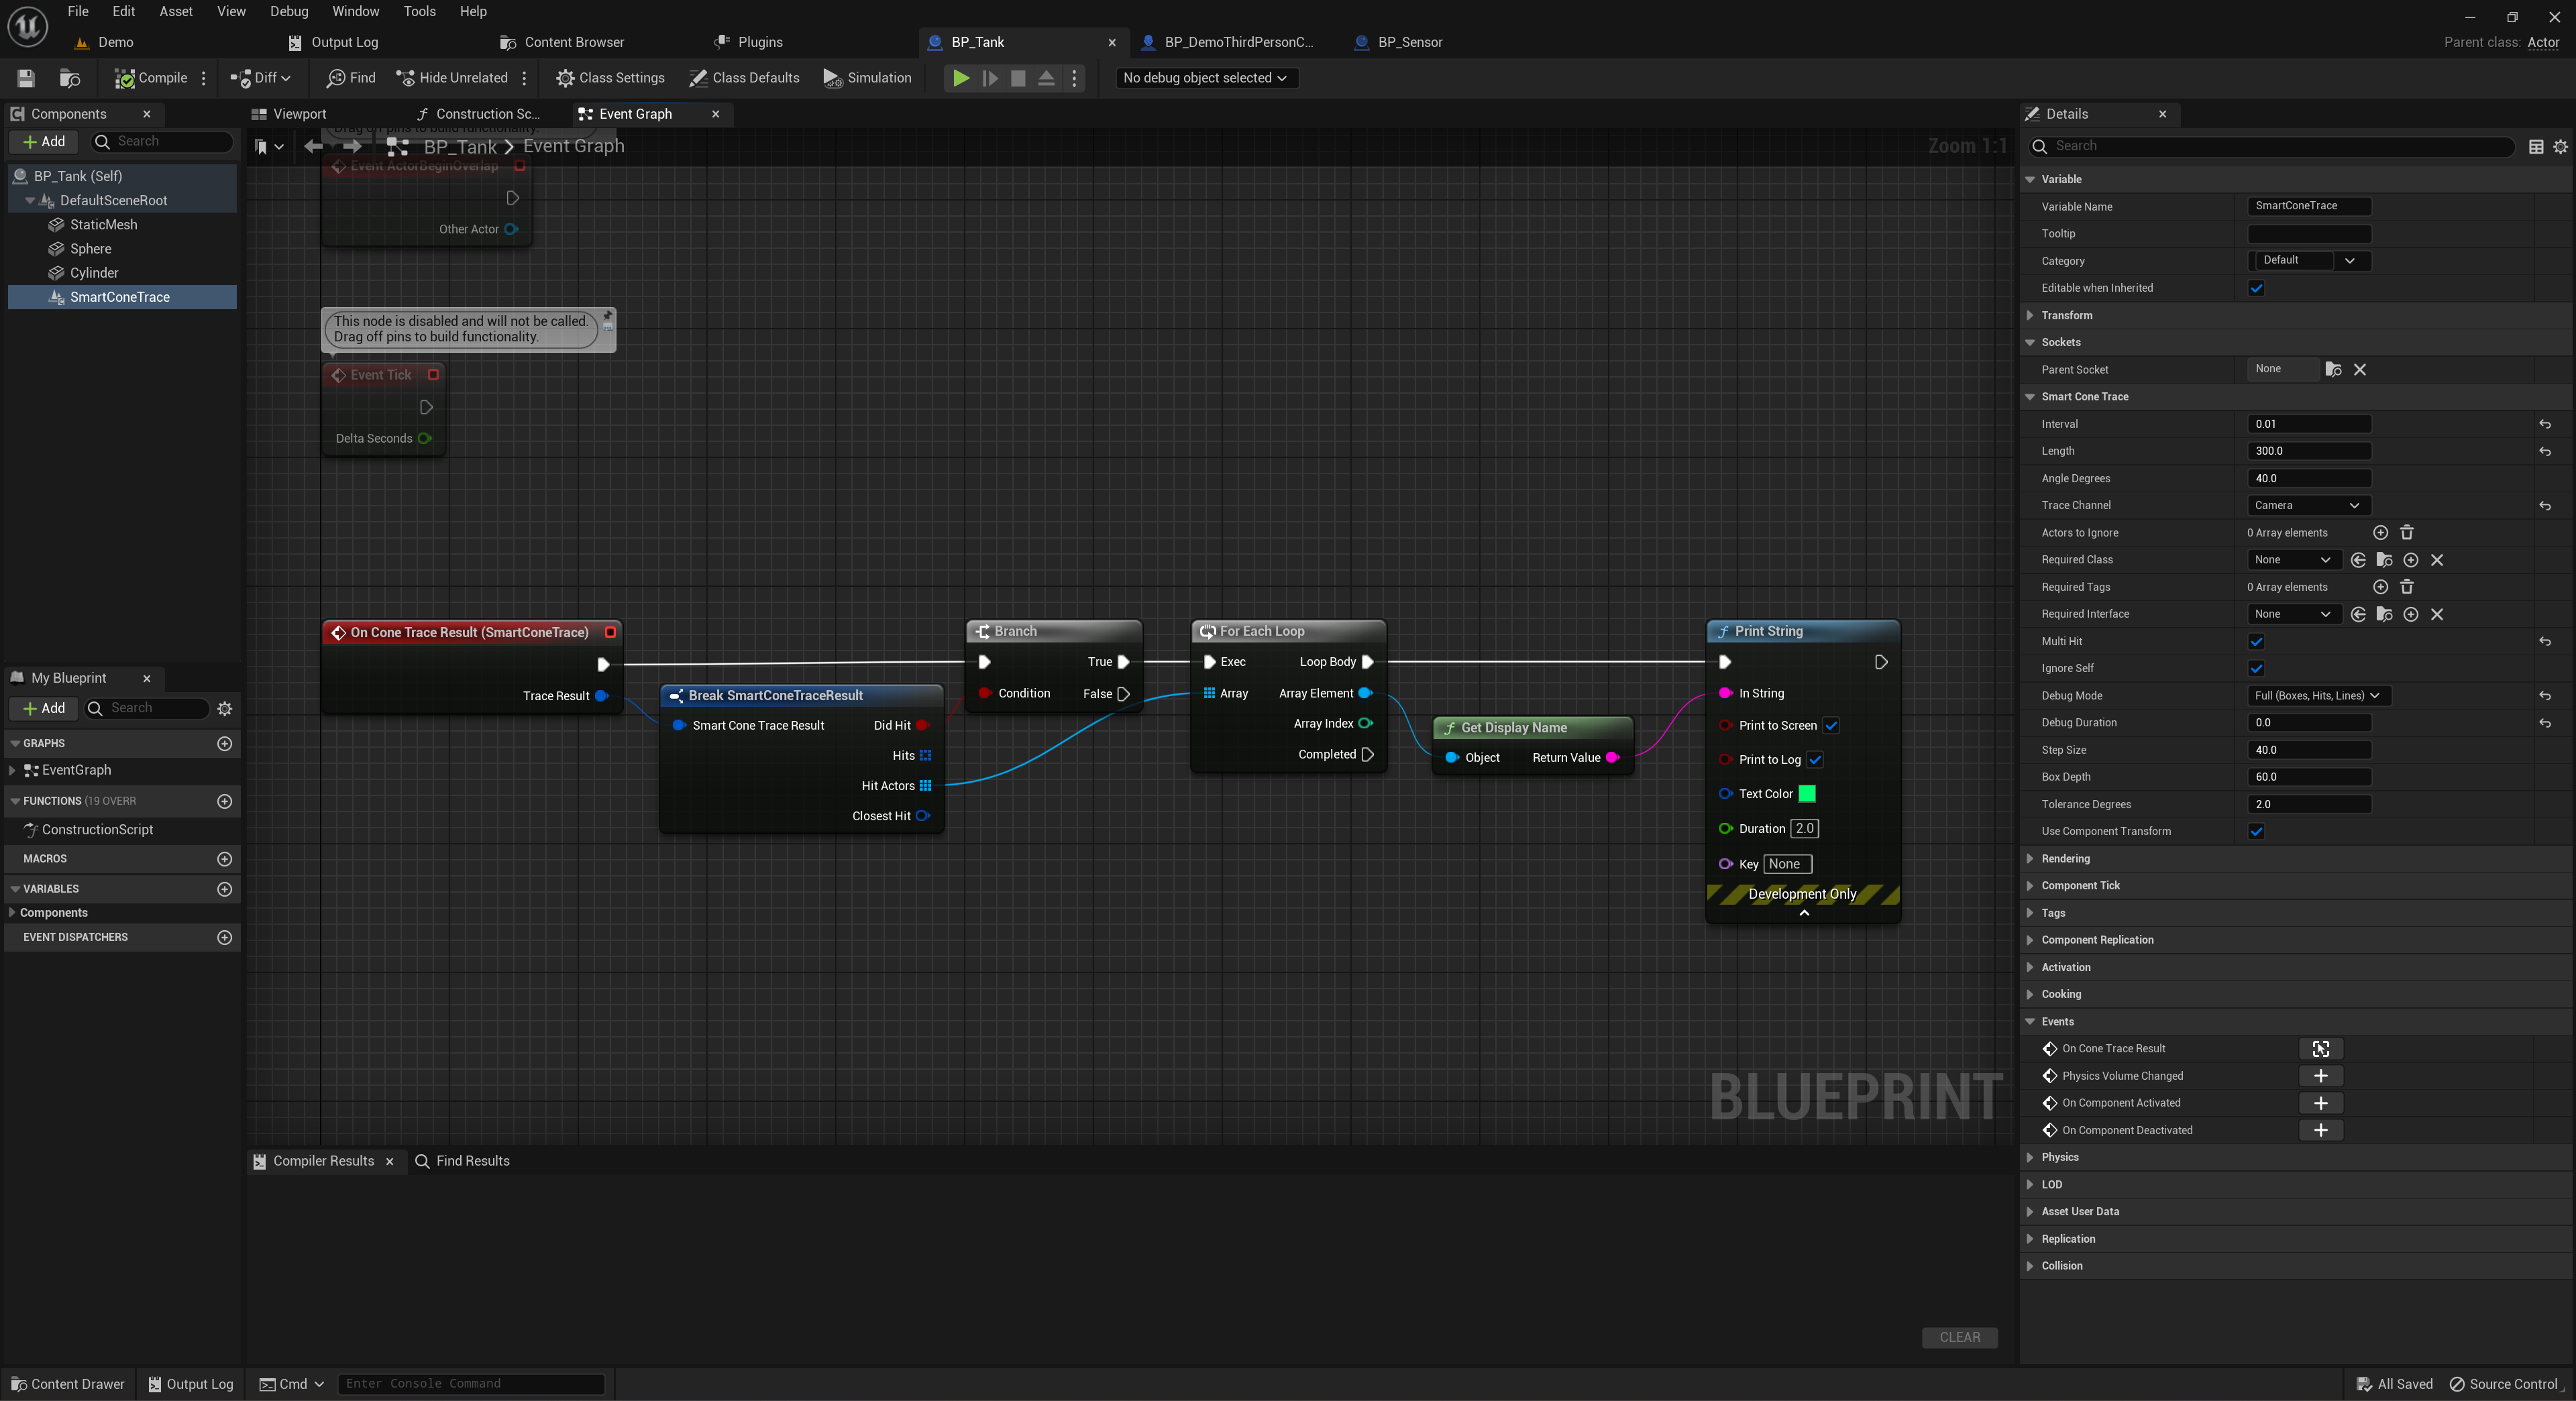 File Edit Asset View Debug Window Tools Help
Demo Output Log Content Browser Plugins BP_Tank BP_DemoThirdPersonC... BP_Sensor Parent class: Actor
Compile Diff Find Hide Unrelated Class Settings Class Defaults Simulation No debug object selected
Components
Add Search
BP_Tank (Self)
DefaultSceneRoot
StaticMesh
Sphere
Cylinder
SmartConeTrace
My Blueprint
Add Search
GRAPHS
EventGraph
FUNCTIONS (19 OVERR
ConstructionScript
MACROS
VARIABLES
Components
EVENT DISPATCHERS
Viewport Construction Sc... Event Graph
Drag off pins to build functionality.
BP_Tank > Event Graph Zoom 1:1
Event ActorBeginOverlap
Other Actor
This node is disabled and will not be called.
Drag off pins to build functionality.
Event Tick
Delta Seconds
On Cone Trace Result (SmartConeTrace)
Trace Result
Break SmartConeTraceResult
Smart Cone Trace Result Did Hit
Hits
Hit Actors
Closest Hit
Branch
True
Condition False
For Each Loop
Exec Loop Body
Array Array Element
Array Index
Completed
Get Display Name
Object Return Value
Print String
In String
Print to Screen
Print to Log
Text Color
Duration 2.0
Key None
Development Only
BLUEPRINT
Compiler Results Find Results
CLEAR
Details
Search
Variable
Variable Name SmartConeTrace
Tooltip
Category Default
Editable when Inherited
Transform
Sockets
Parent Socket None
Smart Cone Trace
Interval 0.01
Length 300.0
Angle Degrees 40.0
Trace Channel Camera
Actors to Ignore 0 Array elements
Required Class None
Required Tags 0 Array elements
Required Interface None
Multi Hit
Ignore Self
Debug Mode Full (Boxes, Hits, Lines)
Debug Duration 0.0
Step Size 40.0
Box Depth 60.0
Tolerance Degrees 2.0
Use Component Transform
Rendering
Component Tick
Tags
Component Replication
Activation
Cooking
Events
On Cone Trace Result
Physics Volume Changed
On Component Activated
On Component Deactivated
Physics
LOD
Asset User Data
Replication
Collision
Content Drawer Output Log Cmd Enter Console Command All Saved Source Control